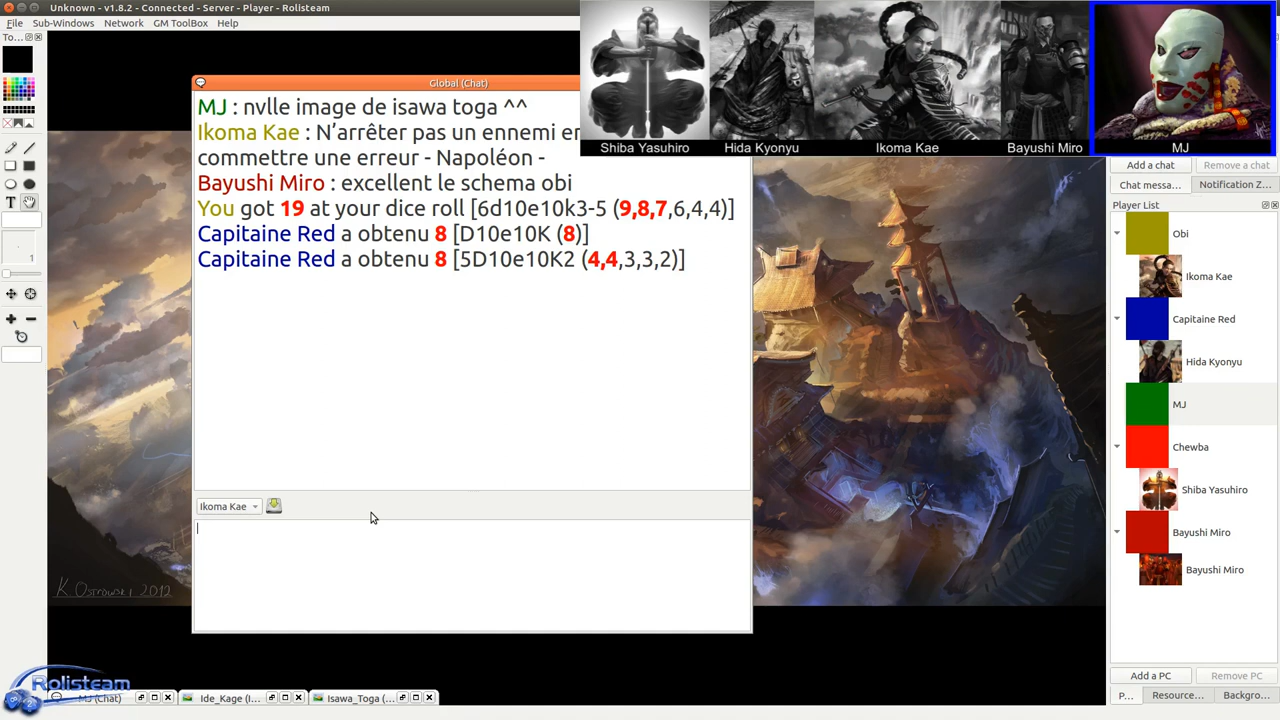 Unknown - v1.8.2 - Connected - Server - Player - Rolisteam
File Sub-Windows Network GM ToolBox Help
To...
Global (Chat)
MJ : nvlle image de isawa toga ^^
Ikoma Kae : N’arrêter pas un ennemi en
commettre une erreur - Napoléon -
Bayushi Miro : excellent le schema obi
You got 19 at your dice roll [6d10e10k3-5 (9,8,7,6,4,4)]
Capitaine Red a obtenu 8 [D10e10K (8)]
Capitaine Red a obtenu 8 [5D10e10K2 (4,4,3,3,2)]
Ikoma Kae
T
1
Shiba Yasuhiro
Hida Kyonyu
Ikoma Kae
Bayushi Miro
MJ
Add a chat
Remove a chat
Chat messa...
Notification Z...
Player List
Obi
Ikoma Kae
Capitaine Red
Hida Kyonyu
MJ
Chewba
Shiba Yasuhiro
Bayushi Miro
Bayushi Miro
Add a PC
Remove PC
P...
Resource...
Backgro...
K OSTROWSKI 2012
Rolisteam
MJ (Chat)
Ide_Kage (I...
Isawa_Toga (...